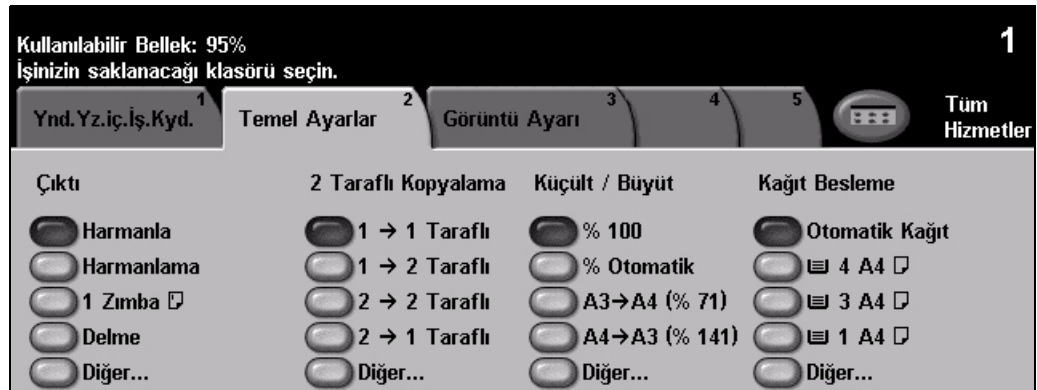 1
Kullanılabilir Bellek: 95%
İşinizin saklanacağı klasörü seçin.
Ynd.Yz.iç.İş.Kyd. 1
Temel Ayarlar 2
Görüntü Ayarı 3
4
5
Tüm
Hizmetler
Çıktı
Harmanla
Harmanlama
1 Zımba
Delme
Diğer...
2 Taraflı Kopyalama
1 → 1 Taraflı
1 → 2 Taraflı
2 → 2 Taraflı
2 → 1 Taraflı
Diğer...
Küçült / Büyüt
% 100
% Otomatik
A3→A4 (% 71)
A4→A3 (% 141)
Diğer...
Kağıt Besleme
Otomatik Kağıt
4 A4
3 A4
1 A4
Diğer...